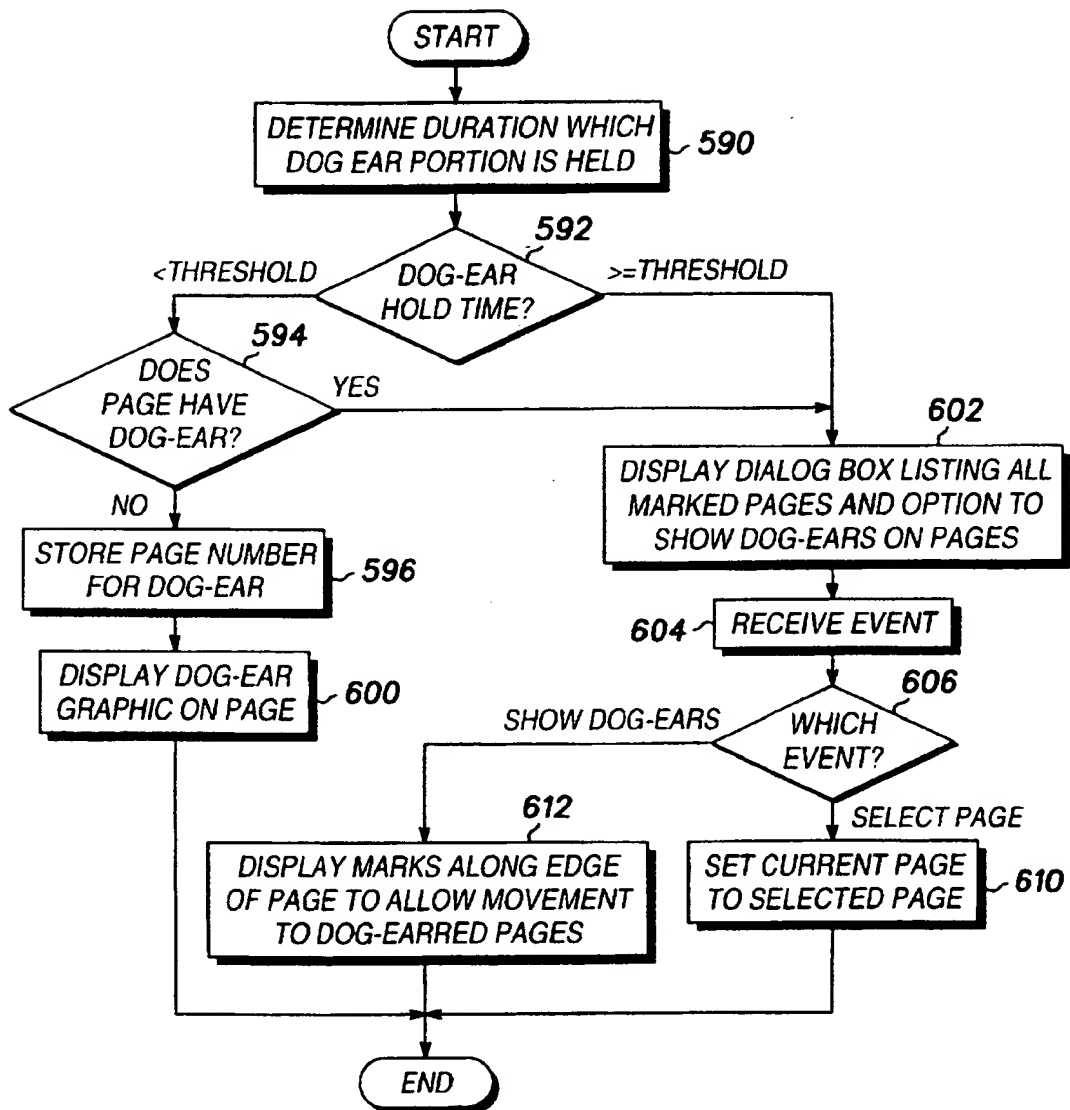 START
DETERMINE DURATION WHICH
DOG EAR PORTION IS HELD
590
592
<THRESHOLD
DOG-EAR
HOLD TIME?
>=THRESHOLD
594
DOES
PAGE HAVE
DOG-EAR?
YES
NO
602
DISPLAY DIALOG BOX LISTING ALL
MARKED PAGES AND OPTION TO
SHOW DOG-EARS ON PAGES
STORE PAGE NUMBER
FOR DOG-EAR
596
604
RECEIVE EVENT
DISPLAY DOG-EAR
GRAPHIC ON PAGE
600
606
SHOW DOG-EARS
WHICH
EVENT?
SELECT PAGE
612
DISPLAY MARKS ALONG EDGE
OF PAGE TO ALLOW MOVEMENT
TO DOG-EARRED PAGES
SET CURRENT PAGE
TO SELECTED PAGE
610
END